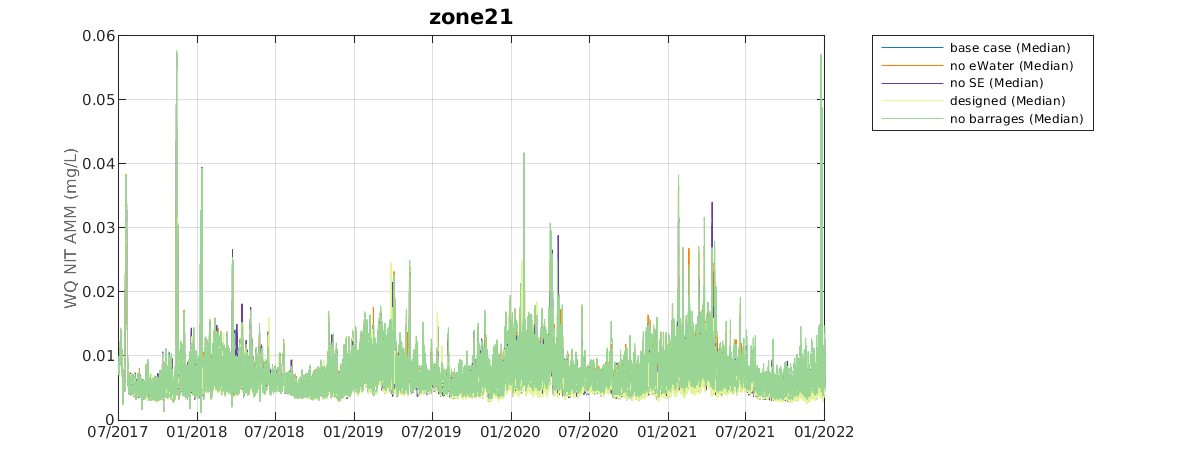 zone21
WQ NIT AMM (mg/L)
0.06
0.05
0.04
0.03
0.02
0.01
0
07/2017
01/2018
07/2018
01/2019
07/2019
01/2020
07/2020
01/2021
07/2021
01/2022
base case (Median)
no eWater (Median)
no SE (Median)
designed (Median)
no barrages (Median)